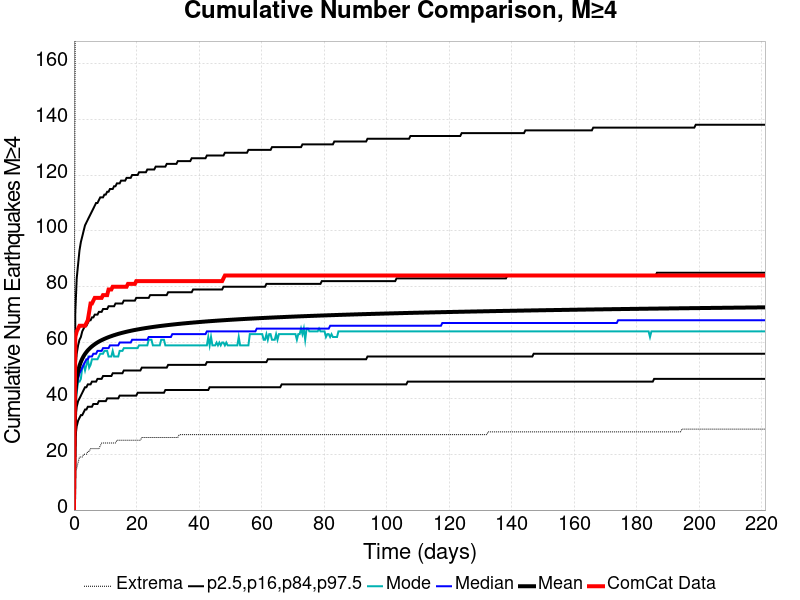 Cumulative Number Comparison, M≥4
Cumulative Num Earthquakes M≥4
160
140
120
100
80
60
40
20
0
0 20 40 60 80 100 120 140 160 180 200 220
Time (days)
Extrema p2.5,p16,p84,p97.5 Mode Median Mean ComCat Data